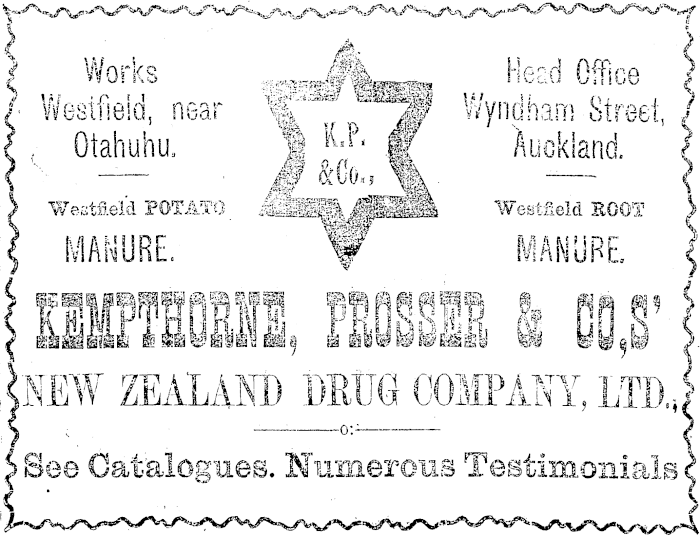 Works
Westfield, near
Otahuhu.
K.P.
&Co.,
Head Office
Wyndham Street,
Auckland.
Westfield POTATO
MANURE.
Westfield ROOT
MANURE.
KEMPTHORNE, PROSSER & CO,S'
NEW ZEALAND DRUG COMPANY, LTD.,
o:
See Catalogues. Numerous Testimonials